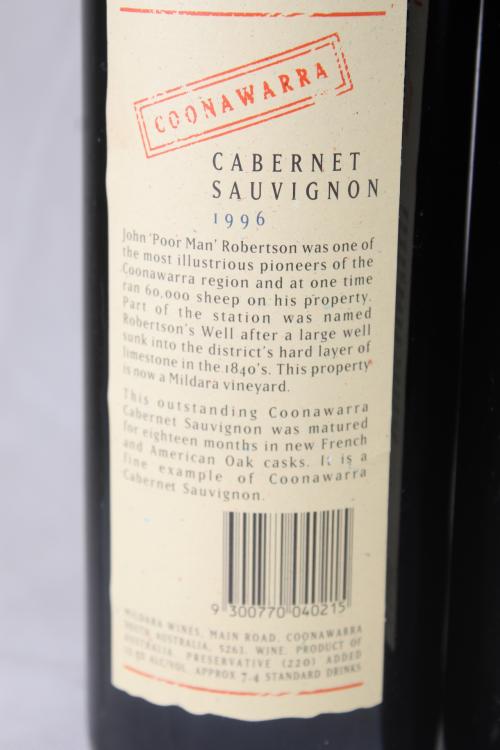 COONAWARRA
CABERNET
SAUVIGNON
1996
John 'Poor Man' Robertson was one of
the most illustrious pioneers of the
Coonawarra region and at one time
ran 60,000 sheep on his property.
Part of the station was named
Robertson's Well after a large well
sunk into the district's hard layer of
limestone in the 1840's. This property
is now a Mildara vineyard.
This outstanding Coonawarra
Cabernet Sauvignon was matured
for eighteen months in new French
and American Oak casks. It is a
fine example of Coonawarra
Cabernet Sauvignon.
9 300770 040215
MILDARA WINES, MAIN ROAD, COONAWARRA
SOUTH AUSTRALIA, 5263. WINE. PRODUCT OF
AUSTRALIA. PRESERVATIVE (220) ADDED
ALC/VOL. APPROX 7.4 STANDARD DRINKS